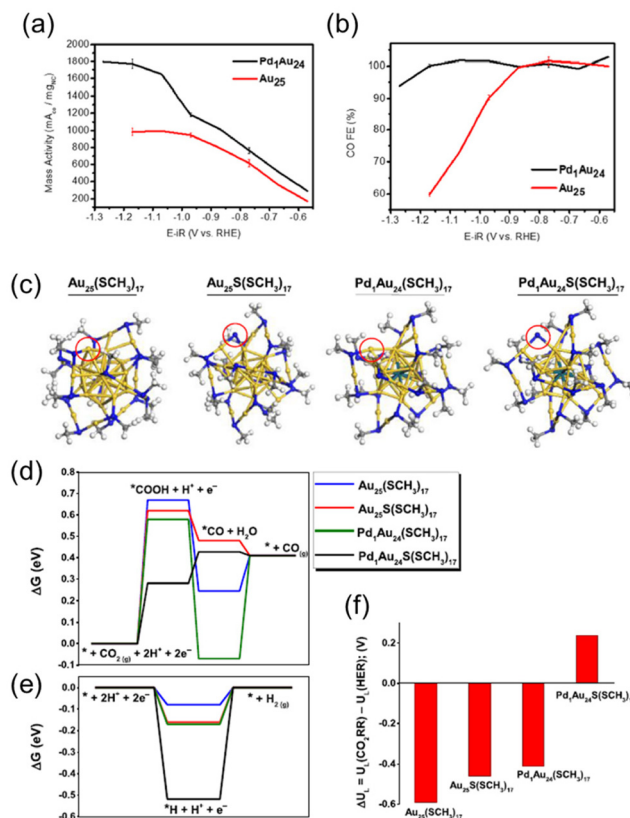 (a)
Mass Activity (mA_co / mg_NC)
1800
1600
1400
1200
1000
800
600
400
200
Pd₁Au₂₄
Au₂₅
-1.3 -1.2 -1.1 -1.0 -0.9 -0.8 -0.7 -0.6
E-iR (V vs. RHE)
(b)
CO FE (%)
100
90
80
70
60
Pd₁Au₂₄
Au₂₅
-1.3 -1.2 -1.1 -1.0 -0.9 -0.8 -0.7 -0.6
E-iR (V vs. RHE)
(c)
Au₂₅(SCH₃)₁₇
Au₂₅S(SCH₃)₁₇
Pd₁Au₂₄(SCH₃)₁₇
Pd₁Au₂₄S(SCH₃)₁₇
(d)
ΔG (eV)
0.8
0.7
0.6
0.5
0.4
0.3
0.2
0.1
0.0
-0.1
*COOH + H⁺ + e⁻
*CO + H₂O
* + CO (g)
* + CO₂ (g) + 2H⁺ + 2e⁻
Au₂₅(SCH₃)₁₇
Au₂₅S(SCH₃)₁₇
Pd₁Au₂₄(SCH₃)₁₇
Pd₁Au₂₄S(SCH₃)₁₇
(e)
ΔG (eV)
0.0
-0.1
-0.2
-0.3
-0.4
-0.5
-0.6
* + 2H⁺ + 2e⁻
* + H₂ (g)
*H + H⁺ + e⁻
(f)
ΔU_L = U_L(CO₂RR) − U_L(HER); (V)
0.2
0.0
-0.2
-0.4
-0.6
Pd₁Au₂₄S(SCH₃)
Pd₁Au₂₄(SCH₃)₁₇
Au₂₅S(SCH₃)₁₇
Au₂₅(SCH₃)₁₇